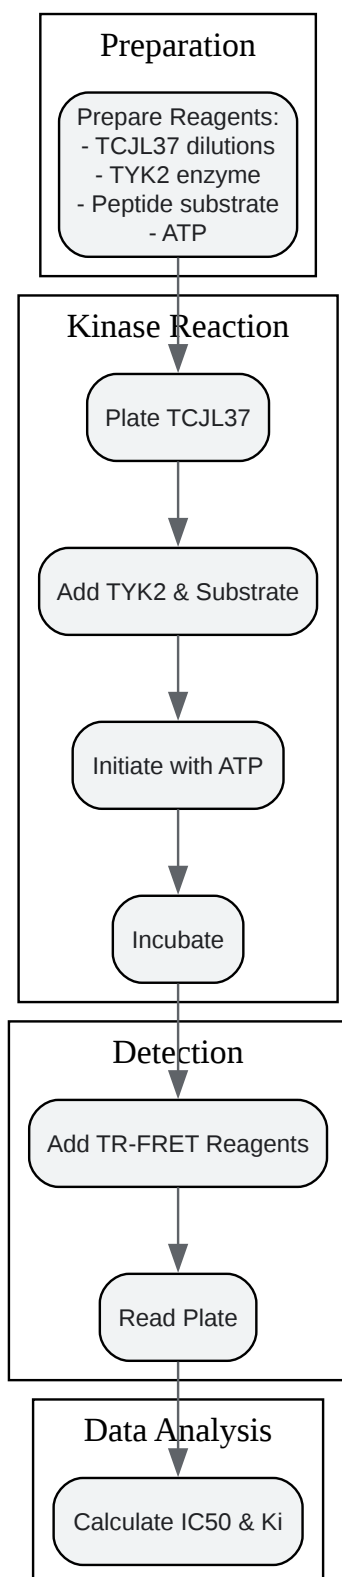 Preparation
Prepare Reagents:
- TCJL37 dilutions
- TYK2 enzyme
- Peptide substrate
- ATP
Kinase Reaction
Plate TCJL37
Add TYK2 & Substrate
Initiate with ATP
Incubate
Detection
Add TR-FRET Reagents
Read Plate
Data Analysis
Calculate IC50 & Ki